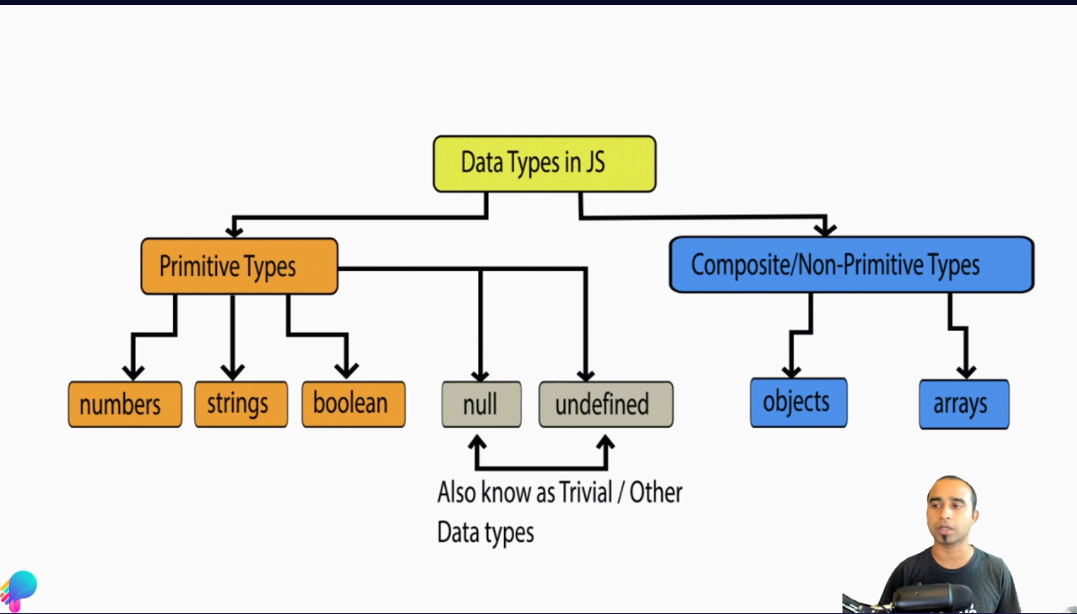 Data Types in JS
Primitive Types
Composite/Non-Primitive Types
numbers
strings
boolean
null
undefined
objects
arrays
Also know as Trivial / Other
Data types